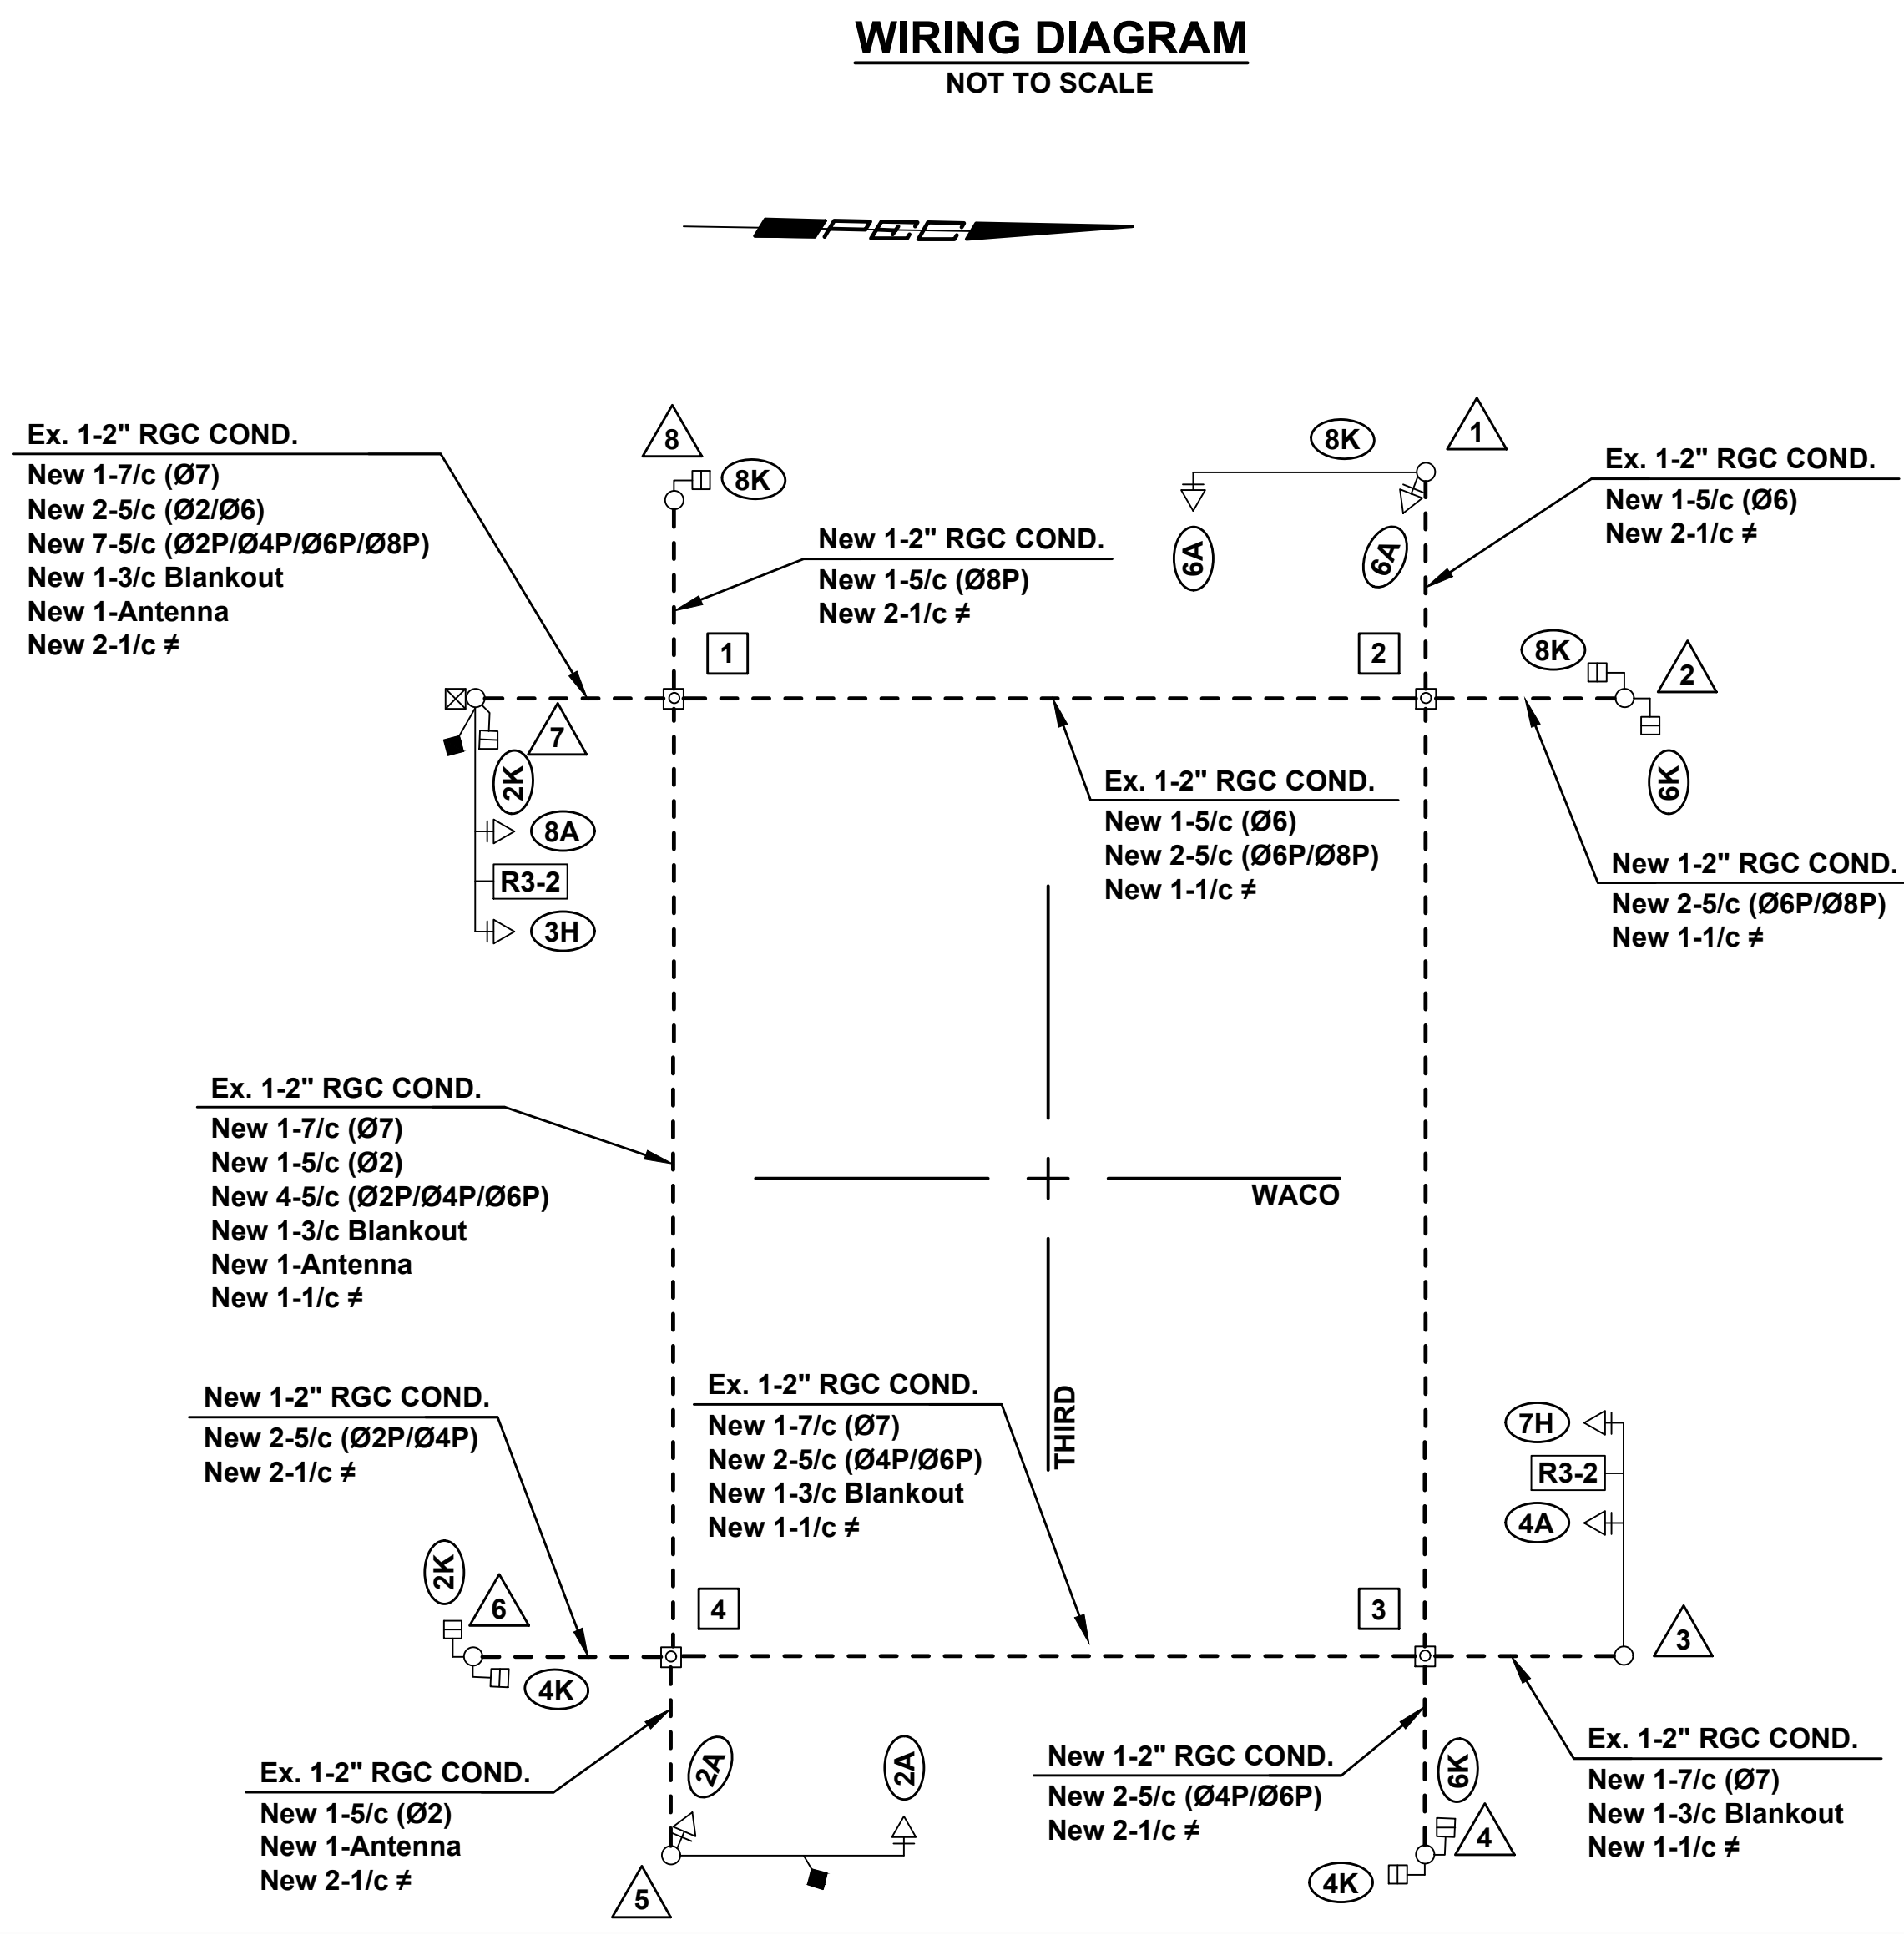 WIRING DIAGRAM
NOT TO SCALE
PEC
Ex. 1-2" RGC COND.
New 1-7/c (Ø7)
New 2-5/c (Ø2/Ø6)
New 7-5/c (Ø2P/Ø4P/Ø6P/Ø8P)
New 1-3/c Blankout
New 1-Antenna
New 2-1/c ≠
8
8K
New 1-2" RGC COND.
New 1-5/c (Ø8P)
New 2-1/c ≠
8K
1
6A
6A
Ex. 1-2" RGC COND.
New 1-5/c (Ø6)
New 2-1/c ≠
1
2
8K
2
6K
7
2K
8A
R3-2
3H
Ex. 1-2" RGC COND.
New 1-5/c (Ø6)
New 2-5/c (Ø6P/Ø8P)
New 1-1/c ≠
New 1-2" RGC COND.
New 2-5/c (Ø6P/Ø8P)
New 1-1/c ≠
Ex. 1-2" RGC COND.
New 1-7/c (Ø7)
New 1-5/c (Ø2)
New 4-5/c (Ø2P/Ø4P/Ø6P)
New 1-3/c Blankout
New 1-Antenna
New 1-1/c ≠
WACO
THIRD
New 1-2" RGC COND.
New 2-5/c (Ø2P/Ø4P)
New 2-1/c ≠
Ex. 1-2" RGC COND.
New 1-7/c (Ø7)
New 2-5/c (Ø4P/Ø6P)
New 1-3/c Blankout
New 1-1/c ≠
7H
R3-2
4A
2K
6
4
3
3
4K
Ex. 1-2" RGC COND.
New 1-5/c (Ø2)
New 1-Antenna
New 2-1/c ≠
2A
2A
5
New 1-2" RGC COND.
New 2-5/c (Ø4P/Ø6P)
New 2-1/c ≠
6K
4
4K
Ex. 1-2" RGC COND.
New 1-7/c (Ø7)
New 1-3/c Blankout
New 1-1/c ≠